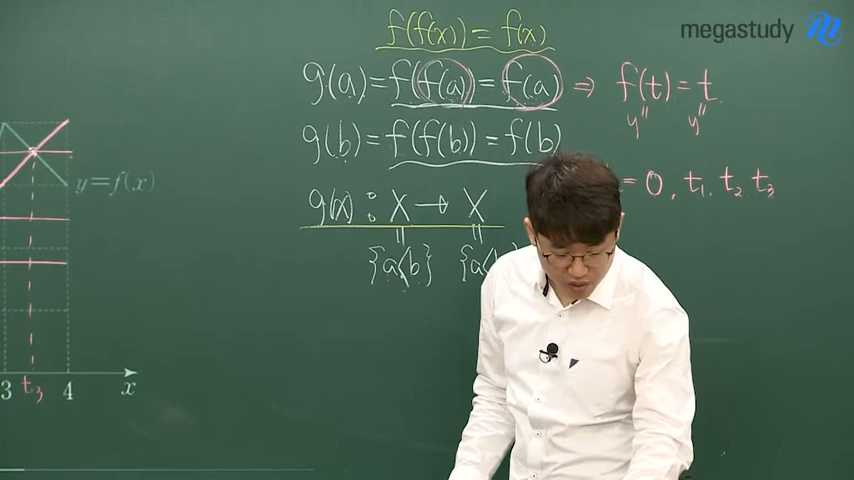 megastudy
f(f(x)) = f(x)
g(a) = f(f(a)) = f(a) ⇒ f(t) = t
y" y"
g(b) = f(f(b)) = f(b)
= 0, t₁, t₂, t₃
y=f(x)
g(x) : X → X
" "
{a, b} {a, b
3 t₃ 4 x